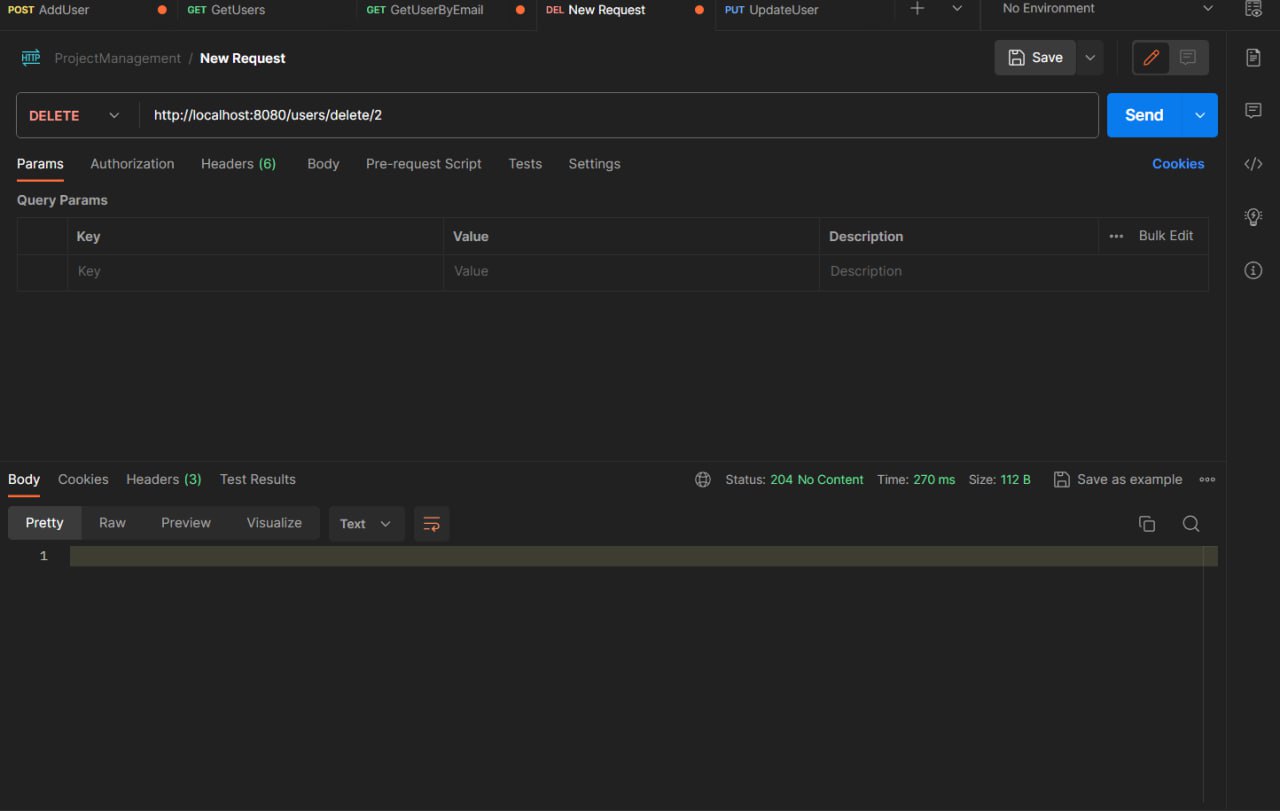 POST AddUser GET GetUsers GET GetUserByEmail DEL New Request PUT UpdateUser No Environment
HTTP ProjectManagement / New Request Save
DELETE http://localhost:8080/users/delete/2 Send
Params Authorization Headers (6) Body Pre-request Script Tests Settings Cookies
Query Params
Key Value Description Bulk Edit
Key Value Description
Body Cookies Headers (3) Test Results Status: 204 No Content Time: 270 ms Size: 112 B Save as example
Pretty Raw Preview Visualize Text
1